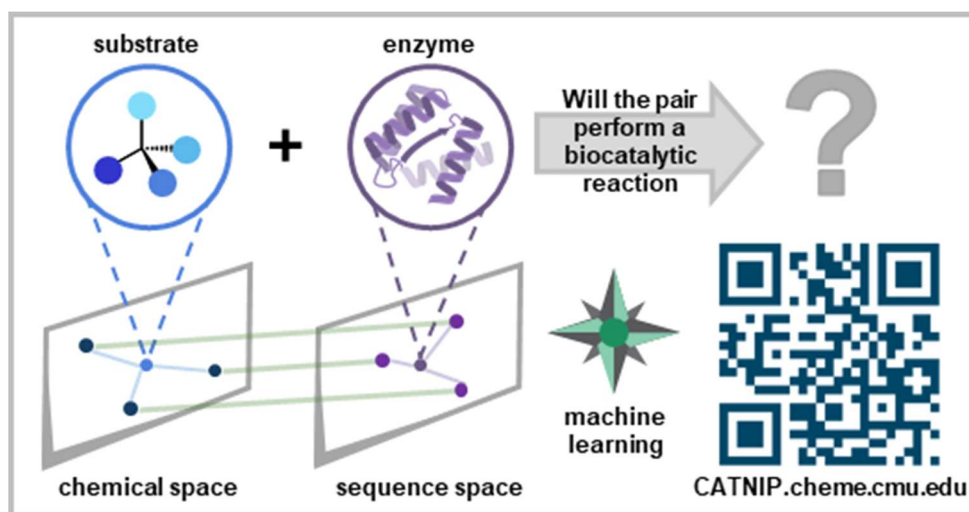 substrate
enzyme
+
Will the pair
perform a
biocatalytic
reaction
?
machine
learning
chemical space
sequence space
CATNIP.cheme.cmu.edu